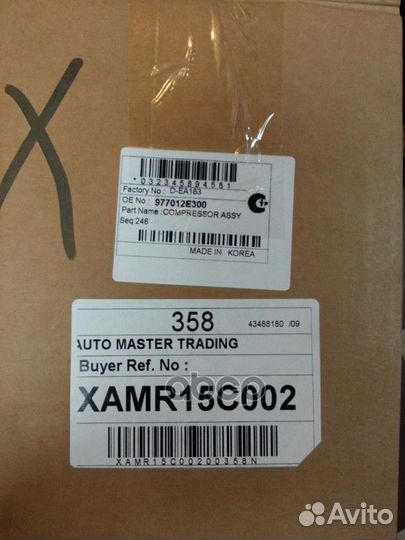 X
*032345894581
Factory No : D-EA183
OE No : 977012E300
Part Name :COMPRESSOR ASSY
Seq 246
MADE IN KOREA
358
43488180 /09
AUTO MASTER TRADING
Buyer Ref. No :
XAMR15C002
XAMR15C00200358N
Avito